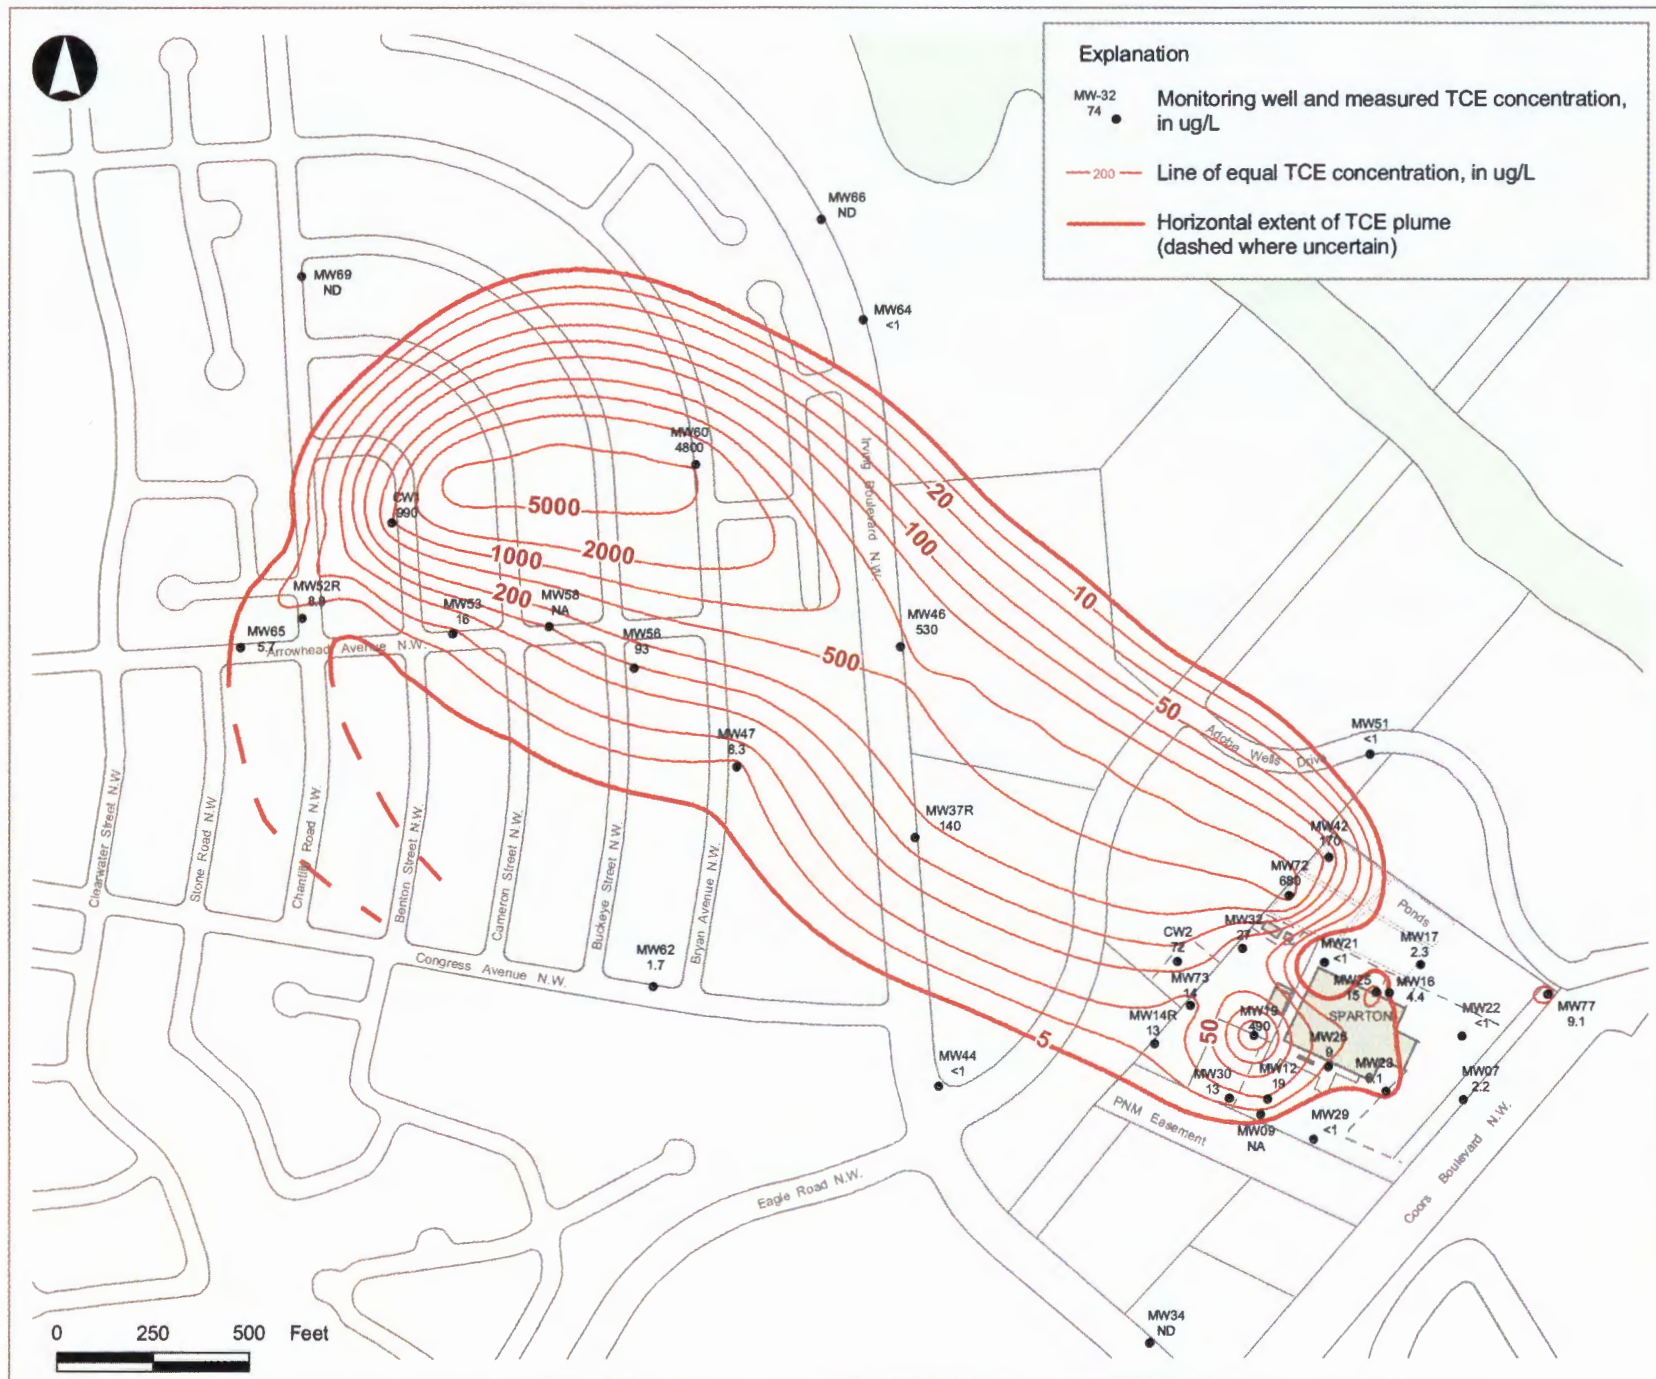 Explanation
MW-32
74
Monitoring well and measured TCE concentration,
in ug/L
200
Line of equal TCE concentration, in ug/L
Horizontal extent of TCE plume
(dashed where uncertain)
MW66
ND
MW69
ND
MW64
<1
MW60
4800
Irving Boulevard N.W.
20
CW1
990
5000
100
1000
2000
10
200
MW52R
8.9
MW53
16
MW58
NA
MW46
530
MW65
5.7
Arrowhead Avenue N.W.
MW56
93
500
50
MW51
<1
Adobe Wells Drive
MW47
8.3
Clearwater Street N.W.
Stone Road N.W.
Chantilly Road N.W.
Benton Street N.W.
Cameron Street N.W.
Buckeye Street N.W.
Bryan Avenue N.W.
MW37R
140
MW42
170
MW72
680
Ponds
MW32
27
CW2
72
MW21
<1
MW17
2.3
MW62
1.7
Congress Avenue N.W.
MW73
14
MW25
15
MW16
4.4
MW77
9.1
MW14R
13
50
MW19
490
SPARTON
MW22
<1
5
MW26
9
MW44
<1
MW30
13
MW12
19
MW23
6.1
MW07
2.2
PNM Easement
MW09
NA
MW29
<1
Coors Boulevard N.W.
Eagle Road N.W.
MW34
ND
0 250 500 Feet